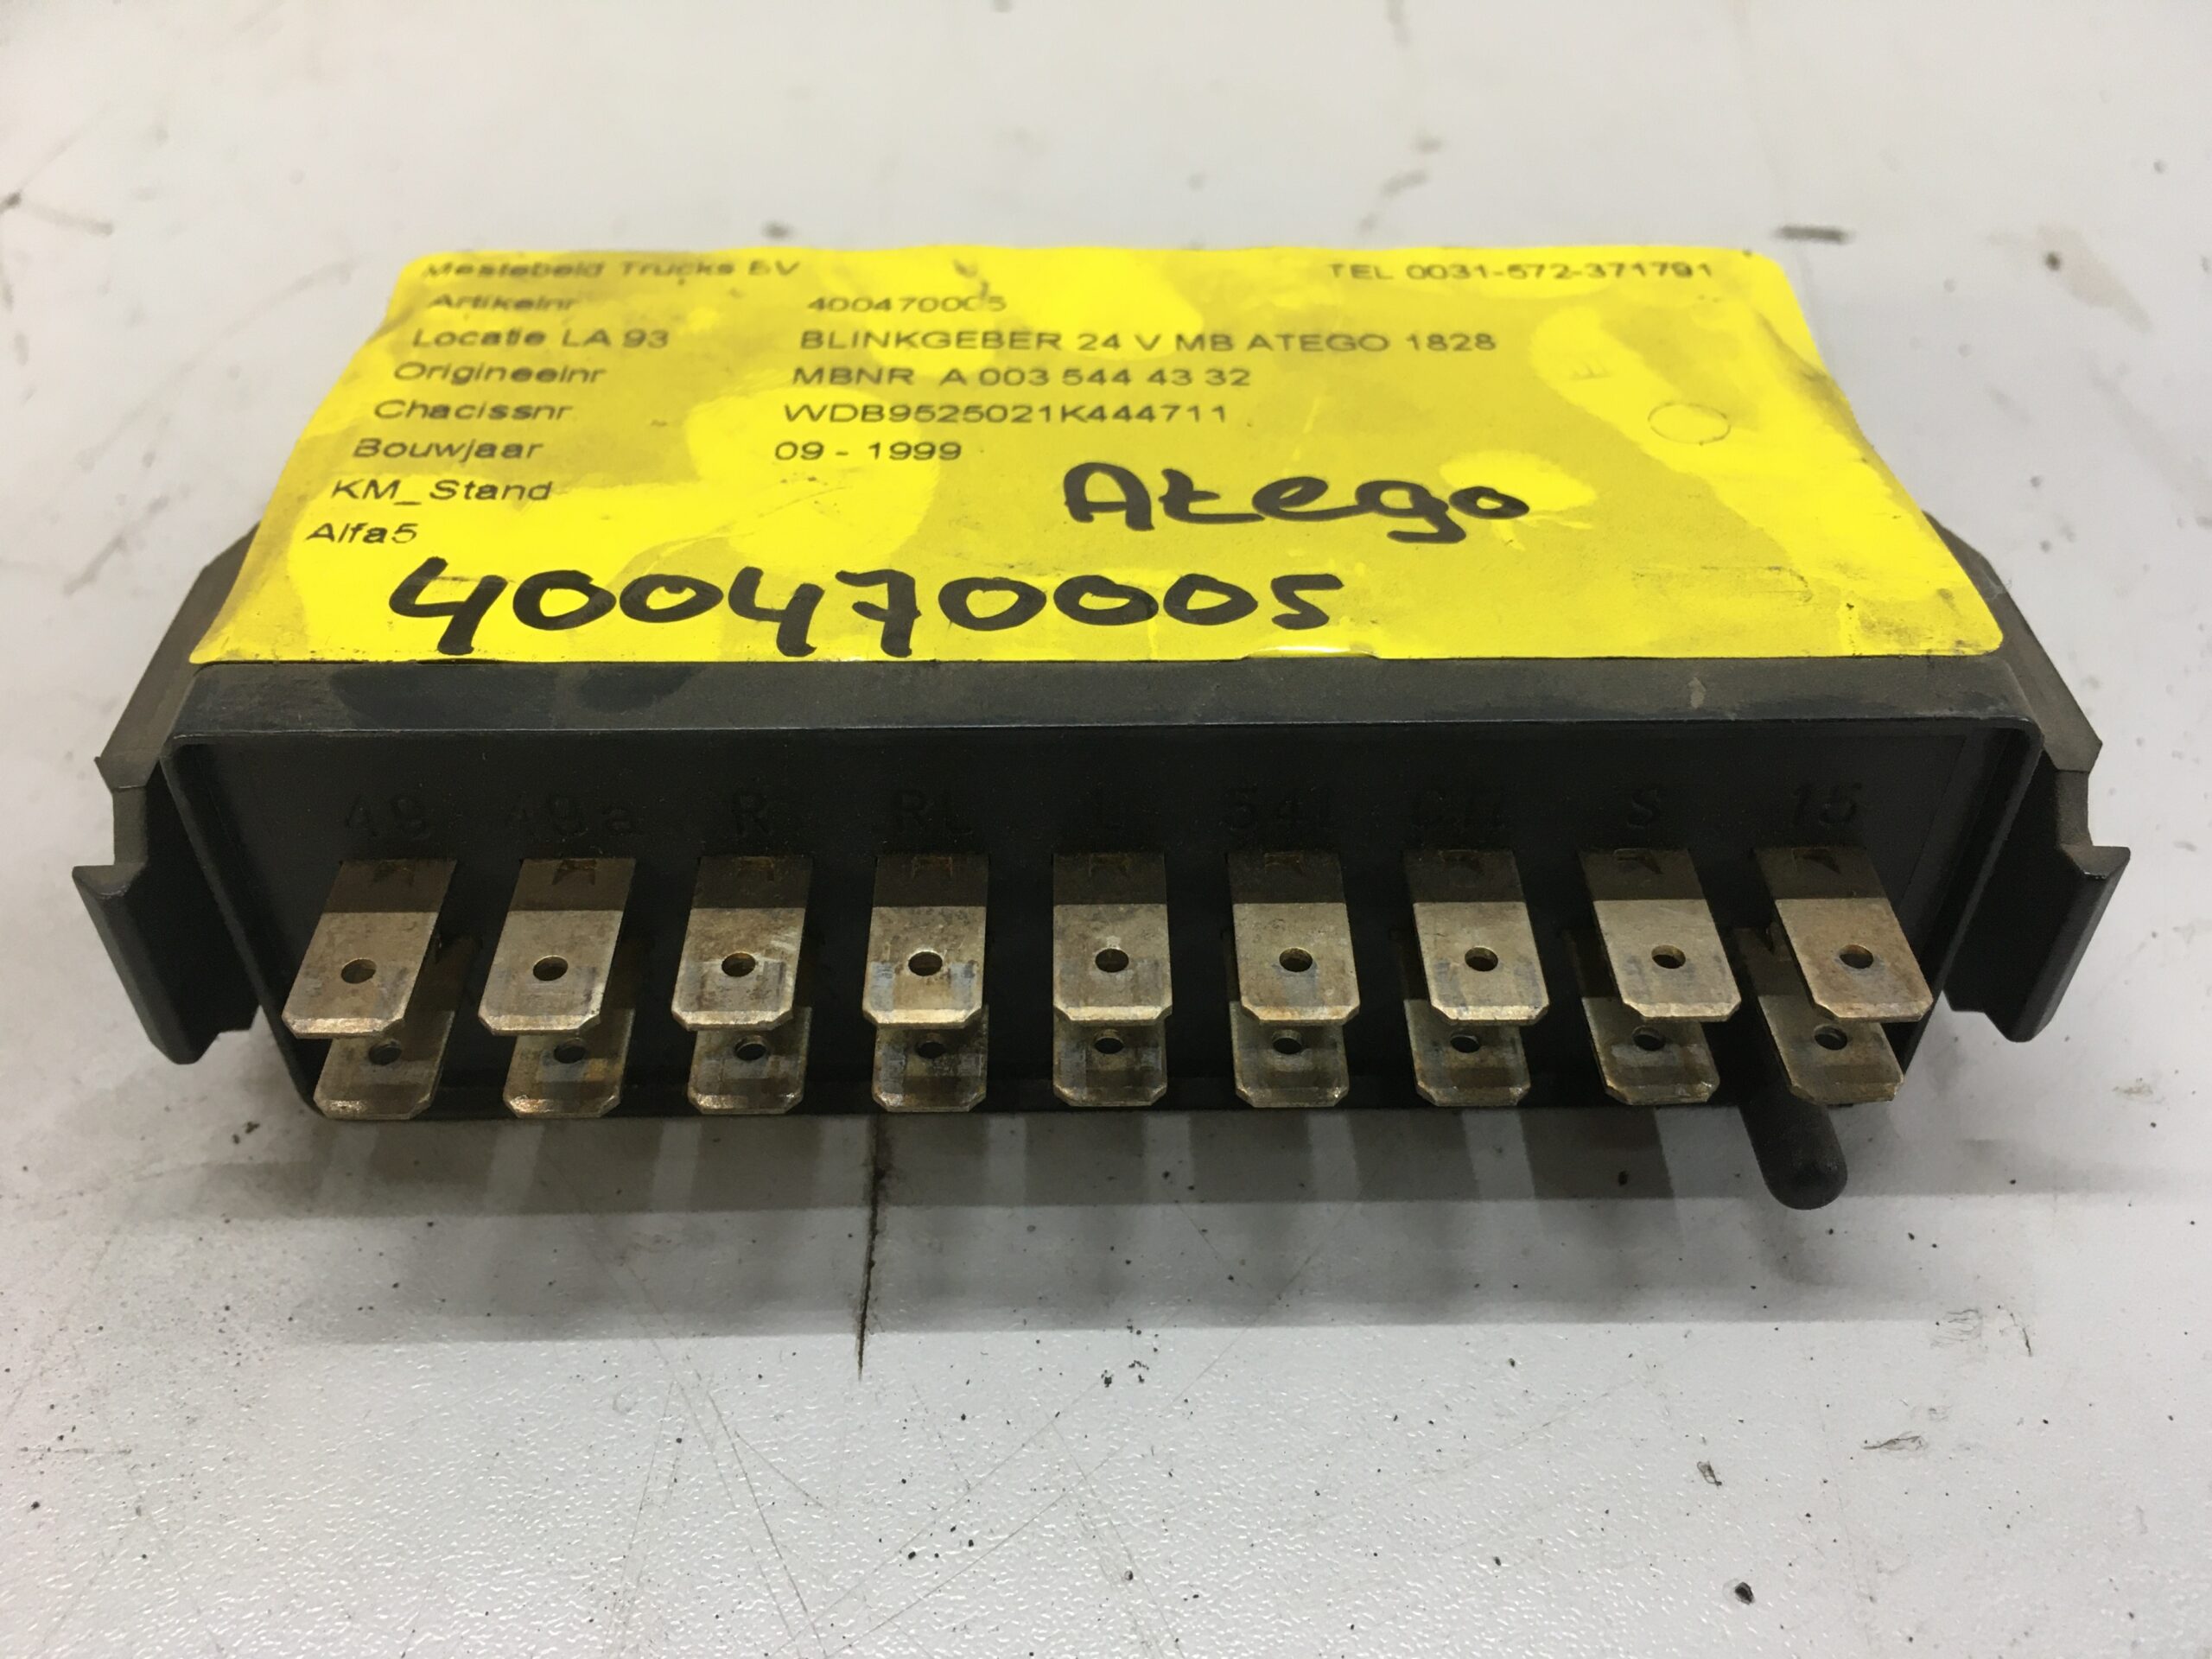 Mestebeld Trucks BV TEL 0031-572-371791
Artikelnr 400470005
Locatie LA 93 BLINKGEBER 24 V MB ATEGO 1828
Origineelnr MBNR A 003 544 43 32
Chacissnr WDB9525021K444711
Bouwjaar 09 - 1999
KM_Stand
Atego
Alfa5
400470005
49 49a R RL L 54L S 15